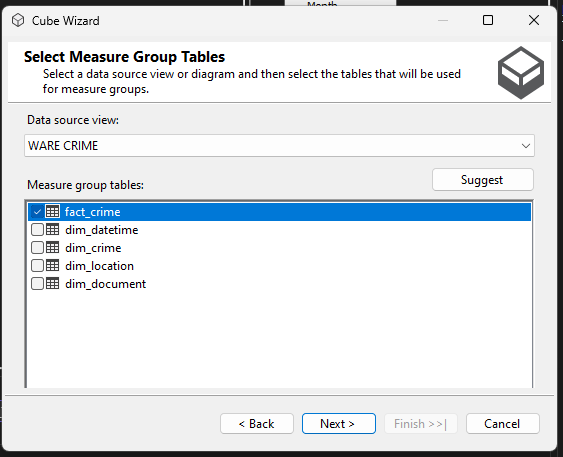 Month
Cube Wizard
Select Measure Group Tables
Select a data source view or diagram and then select the tables that will be used
for measure groups.
Data source view:
WARE CRIME
Suggest
Measure group tables:
fact_crime
dim_datetime
dim_crime
dim_location
dim_document
< Back
Next >
Finish >>|
Cancel